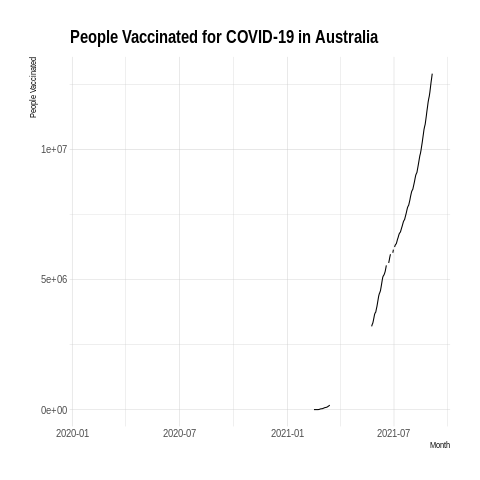 People Vaccinated for COVID-19 in Australia
People Vaccinated
1e+07
5e+06
0e+00
2020-01
2020-07
2021-01
2021-07
Month